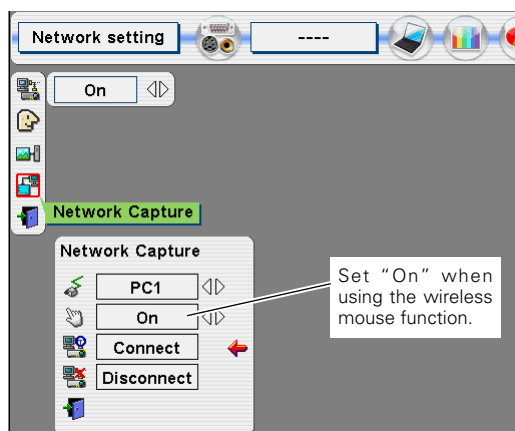 Network setting
----
On
Network Capture
Network Capture
PC1
On
Connect
Disconnect
Set “On” when
using the wireless
mouse function.